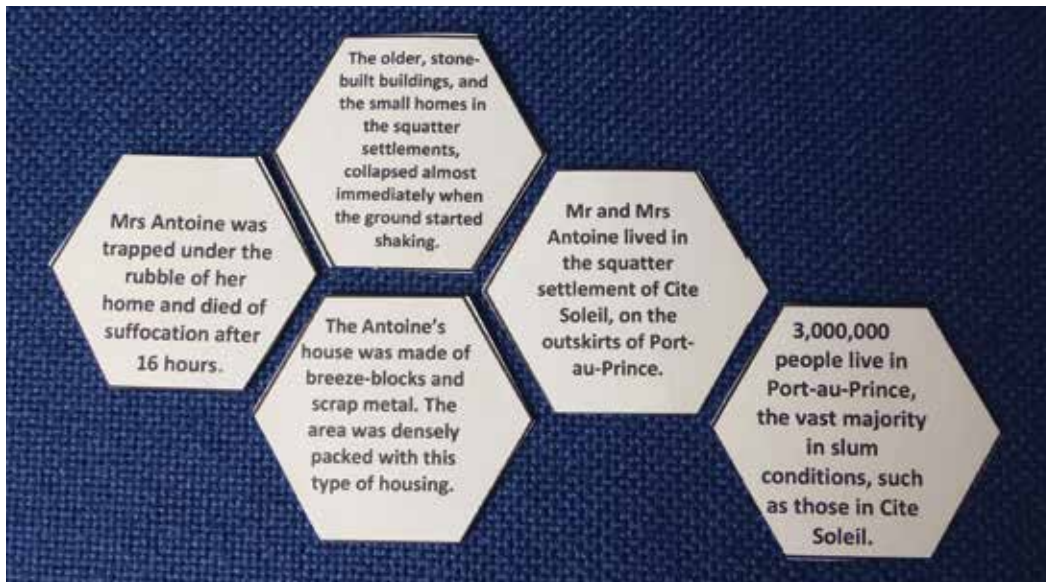 The older, stone-
built buildings, and
the small homes in
the squatter
settlements,
collapsed almost
immediately when
the ground started
shaking.
Mrs Antoine was
trapped under the
rubble of her
home and died of
suffocation after
16 hours.
The Antoine's
house was made of
breeze-blocks and
scrap metal. The
area was densely
packed with this
type of housing.
Mr and Mrs
Antoine lived in
the squatter
settlement of Cite
Soleil, on the
outskirts of Port-
au-Prince.
3,000,000
people live in
Port-au-Prince,
the vast majority
in slum
conditions, such
as those in Cite
Soleil.